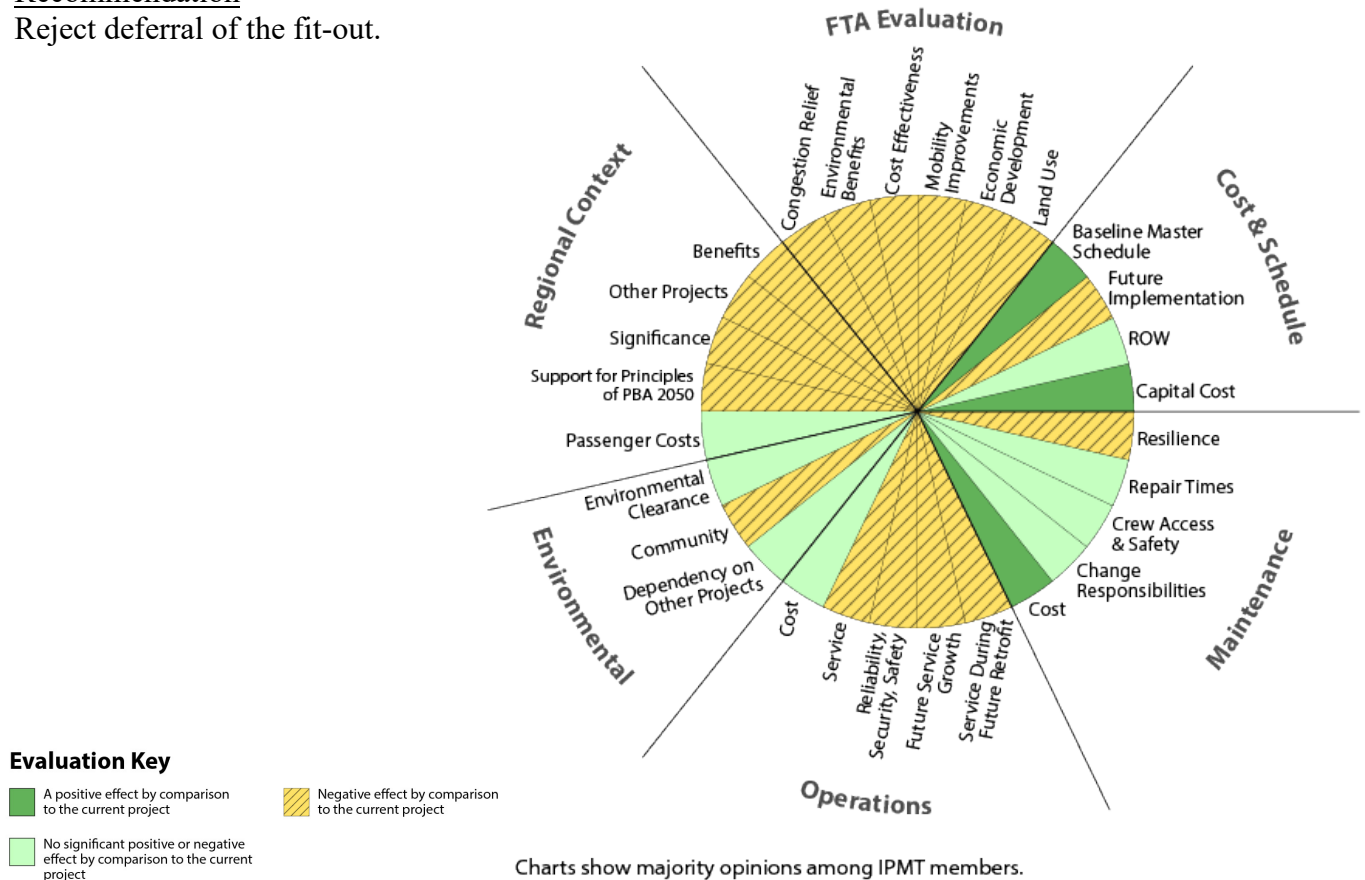 Recommendation
Reject deferral of the fit-out.
FTA Evaluation
Congestion Relief
Environmental
Benefits
Cost Effectiveness
Mobility
Improvements
Economic
Development
Land Use
Cost & Schedule
Baseline Master
Schedule
Future
Implementation
ROW
Capital Cost
Maintenance
Resilience
Repair Times
Crew Access
& Safety
Change
Responsibilities
Cost
Operations
Service During
Future Retrofit
Future Service
Growth
Reliability,
Security, Safety
Service
Cost
Environmental
Dependency on
Other Projects
Community
Environmental
Clearance
Regional Context
Passenger Costs
Support for Principles
of PBA 2050
Significance
Other Projects
Benefits
Evaluation Key
A positive effect by comparison
to the current project
Negative effect by comparison
to the current project
No significant positive or negative
effect by comparison to the current
project
Charts show majority opinions among IPMT members.